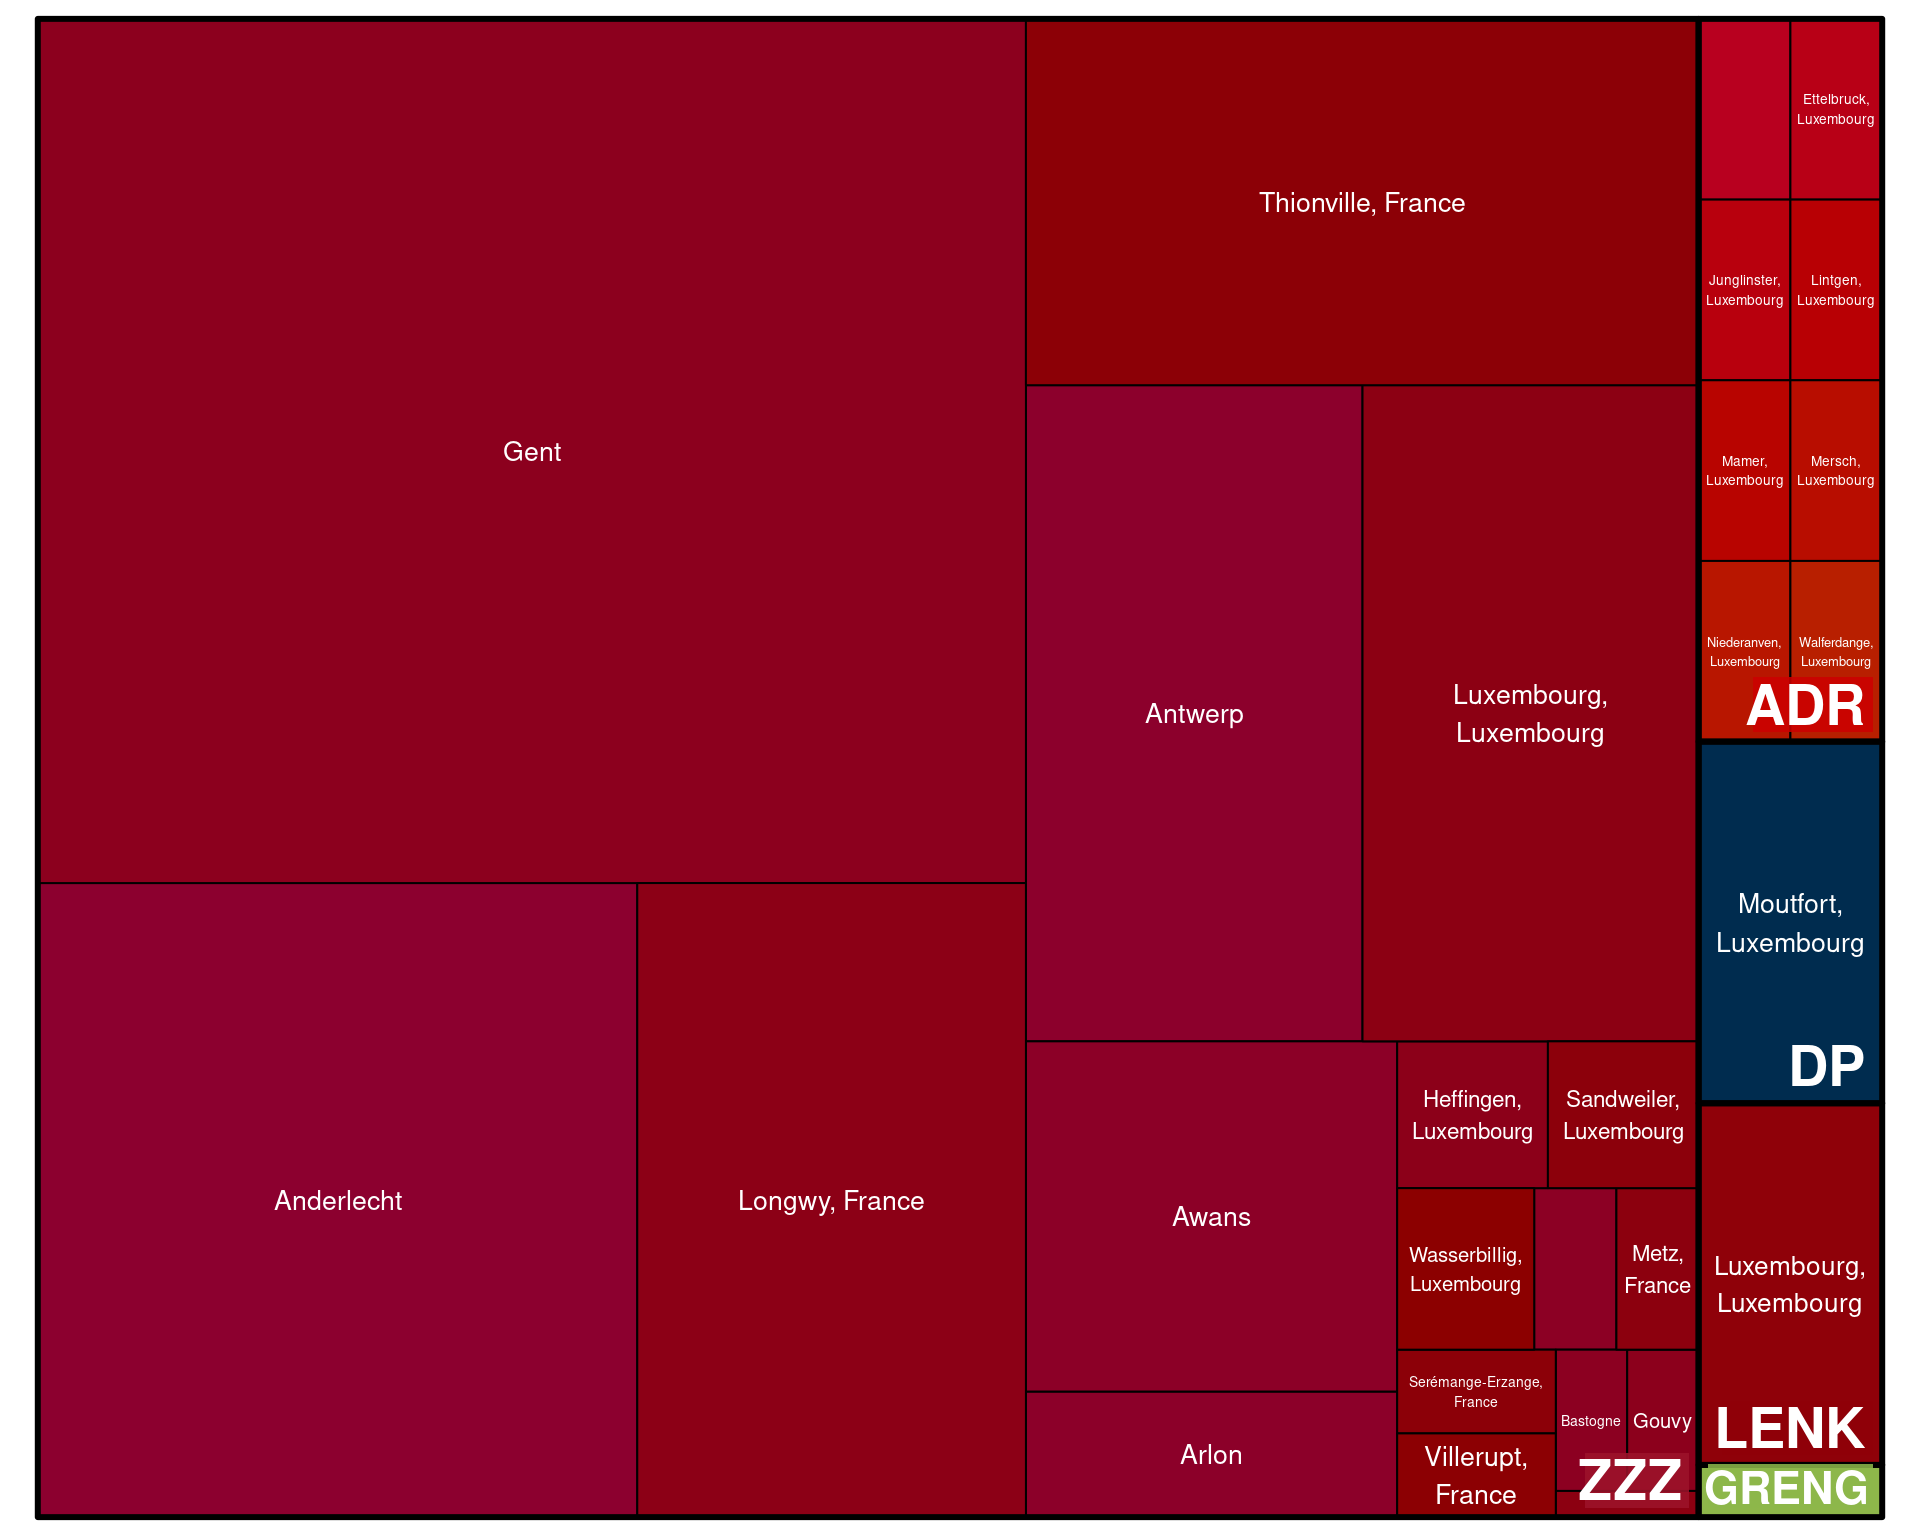 Gent
Anderlecht
Longwy, France
Thionville, France
Antwerp
Luxembourg,
Luxembourg
Awans
Arlon
Heffingen,
Luxembourg
Sandweiler,
Luxembourg
Wasserbillig,
Luxembourg
Metz,
France
Serémange-Erzange,
France
Villerupt,
France
Bastogne
Gouvy
ZZZ
Ettelbruck,
Luxembourg
Junglinster,
Luxembourg
Lintgen,
Luxembourg
Mamer,
Luxembourg
Mersch,
Luxembourg
Niederanven,
Luxembourg
Walferdange,
Luxembourg
ADR
Moutfort,
Luxembourg
DP
Luxembourg,
Luxembourg
LENK
GRENG